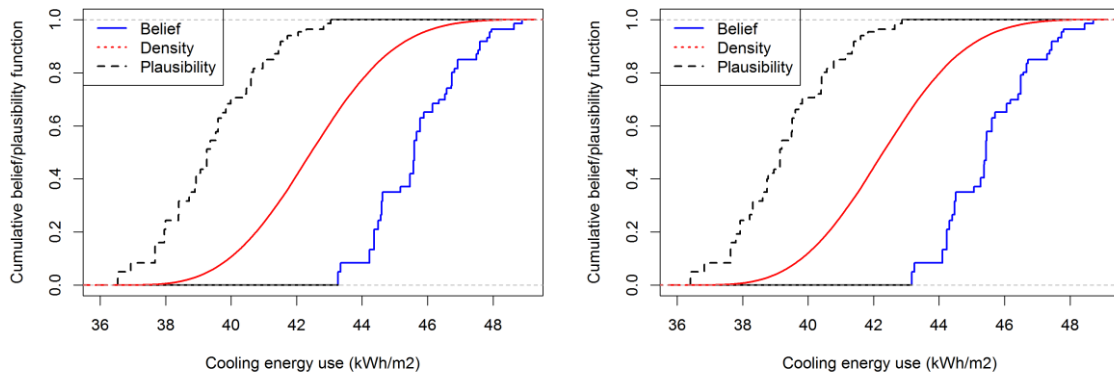 Cumulative belief/plausibility function
1.0
0.8
0.6
0.4
0.2
0.0
Belief
Density
Plausibility
36 38 40 42 44 46 48
Cooling energy use (kWh/m2)
Cumulative belief/plausibility function
1.0
0.8
0.6
0.4
0.2
0.0
Belief
Density
Plausibility
36 38 40 42 44 46 48
Cooling energy use (kWh/m2)